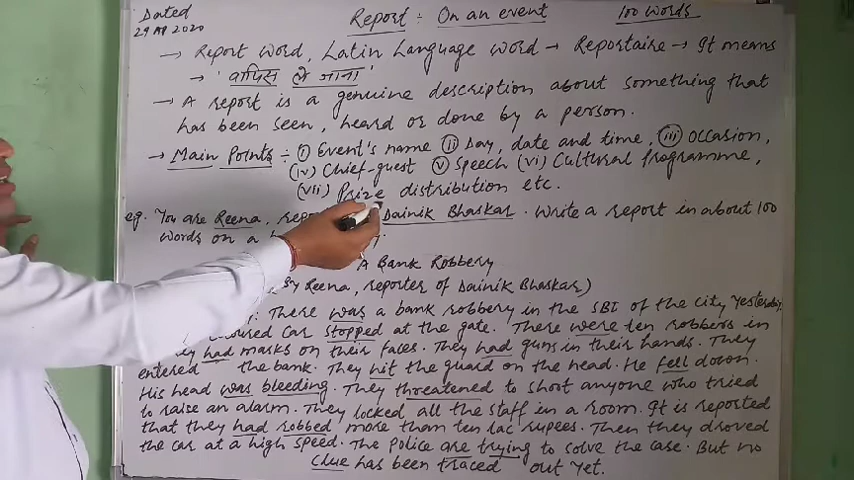 Dated
29 Ap 2020
Report ÷ On an event 100 words
→ Report word, Latin Language word → Reportaire → It means
→ 'वापिस ले जाना'
→ A report is a genuine description about something that
has been seen, heard or done by a person.
→ Main Points ÷ (i) Event's name (ii) Day, date and time, (iii) Occasion,
(iv) Chief-guest (v) Speech (vi) Cultural programme,
(vii) Prize distribution etc.
eg. You are Reena, Dainik Bhaskar. Write a report in about 100
words on a
A Bank Robbery
By Reena, reporter of Dainik Bhaskar)
There was a bank robbery in the SBI of the city yesterday.
car stopped at the gate. There were ten robbers in
had masks on their faces. They had guns in their hands. They
entered the bank. They hit the guard on the head. He fell down.
His head was bleeding. They threatened to shoot anyone who tried
to raise an alarm. They locked all the staff in a room. It is reported
that they had robbed more than ten lac rupees. Then they droved
the car at a high speed. The police are trying to solve the case. But no
clue has been traced out yet.